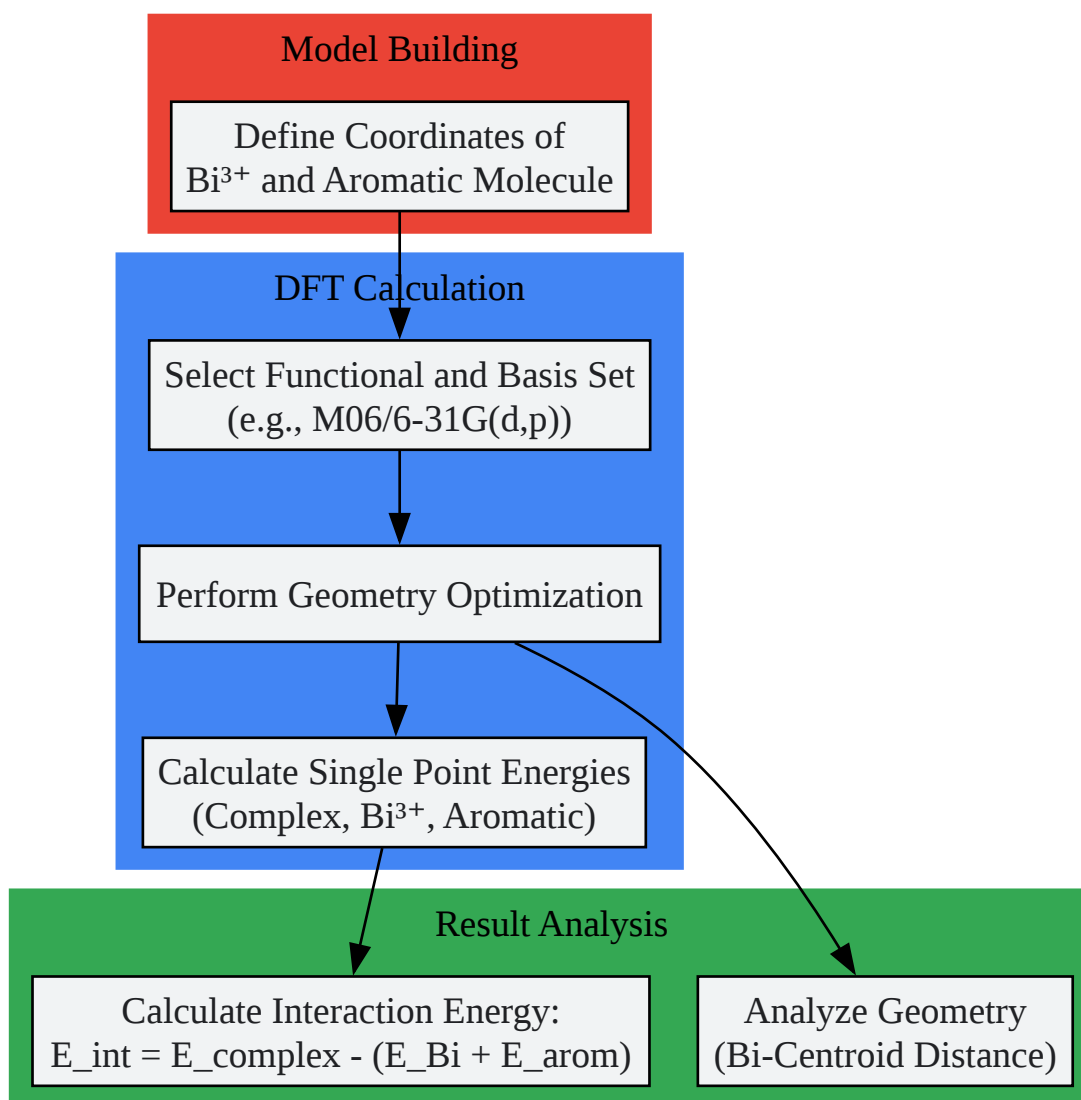 Model Building
Define Coordinates of
Bi³⁺ and Aromatic Molecule
DFT Calculation
Select Functional and Basis Set
(e.g., M06/6-31G(d,p))
Perform Geometry Optimization
Calculate Single Point Energies
(Complex, Bi³⁺, Aromatic)
Result Analysis
Calculate Interaction Energy:
E_int = E_complex - (E_Bi + E_arom)
Analyze Geometry
(Bi-Centroid Distance)